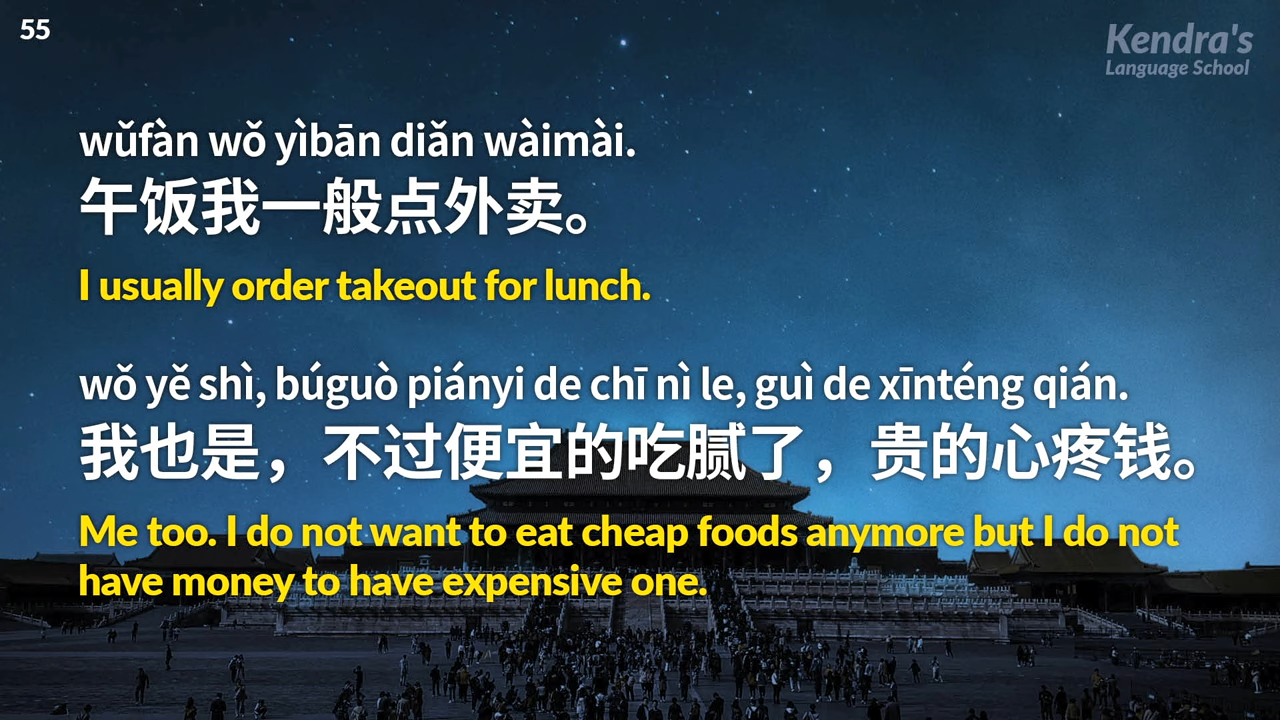 55
Kendra's
Language School
wǔfàn wǒ yìbān diǎn wàimài.
午饭我一般点外卖。
I usually order takeout for lunch.
wǒ yě shì, búguò piányi de chī nì le, guì de xīnténg qián.
我也是，不过便宜的吃腻了，贵的心疼钱。
Me too. I do not want to eat cheap foods anymore but I do not
have money to have expensive one.